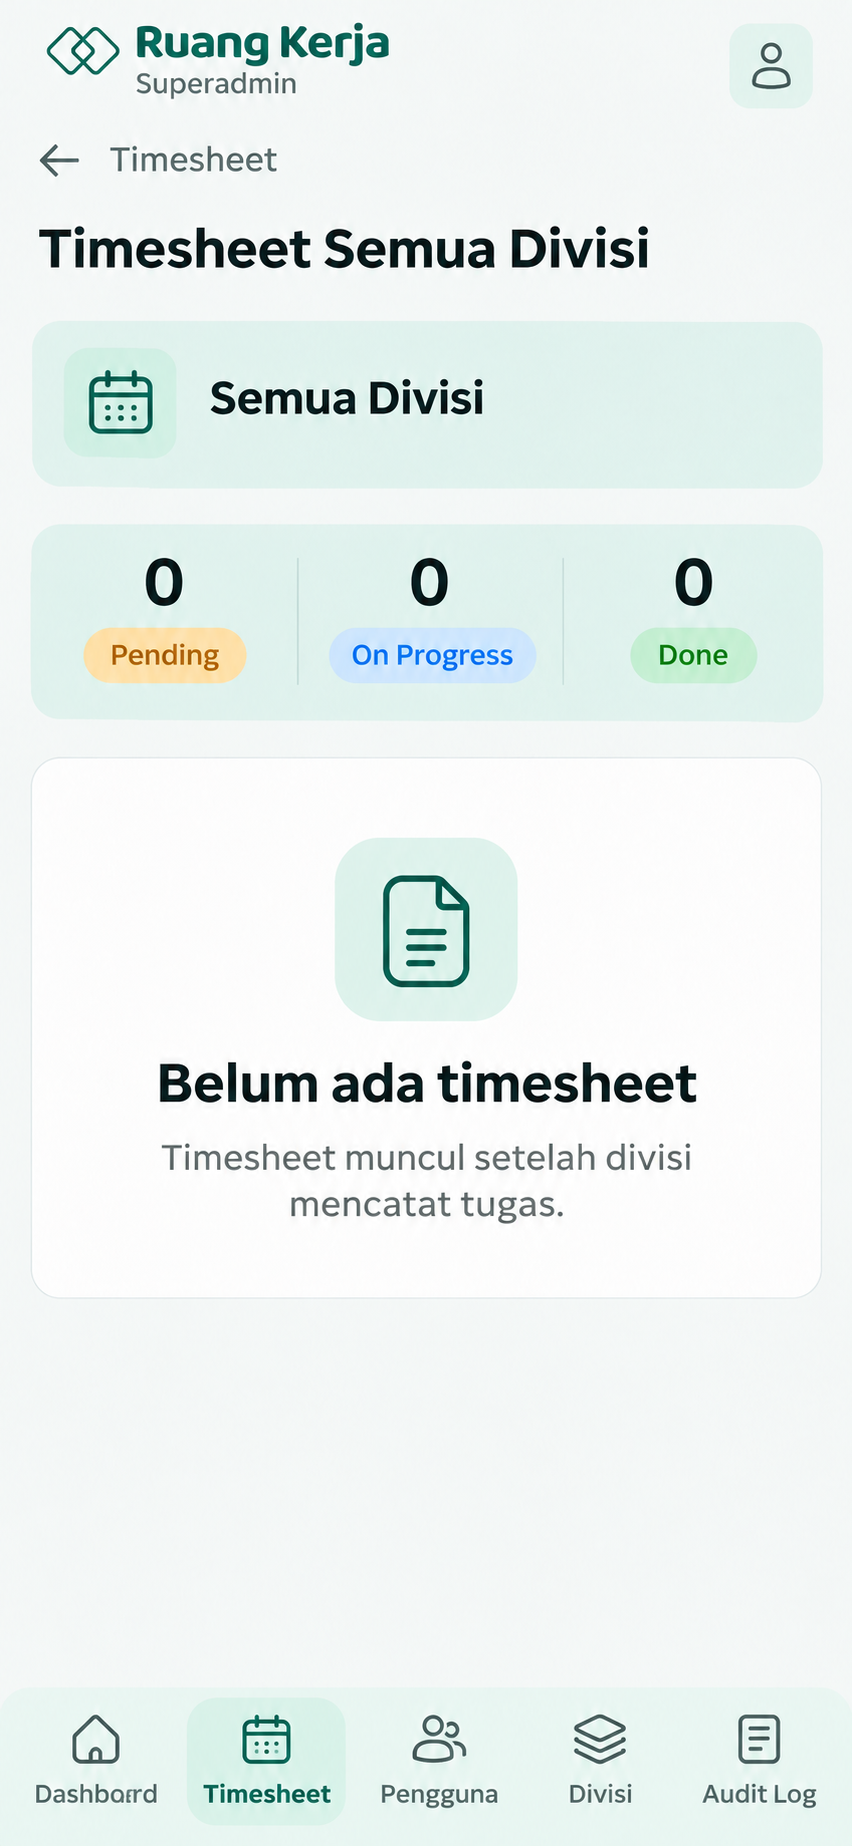 Ruang Kerja
Superadmin
Timesheet
Timesheet Semua Divisi
Semua Divisi
0
Pending
0
On Progress
0
Done
Belum ada timesheet
Timesheet muncul setelah divisi
mencatat tugas.
Dashboard
Timesheet
Pengguna
Divisi
Audit Log